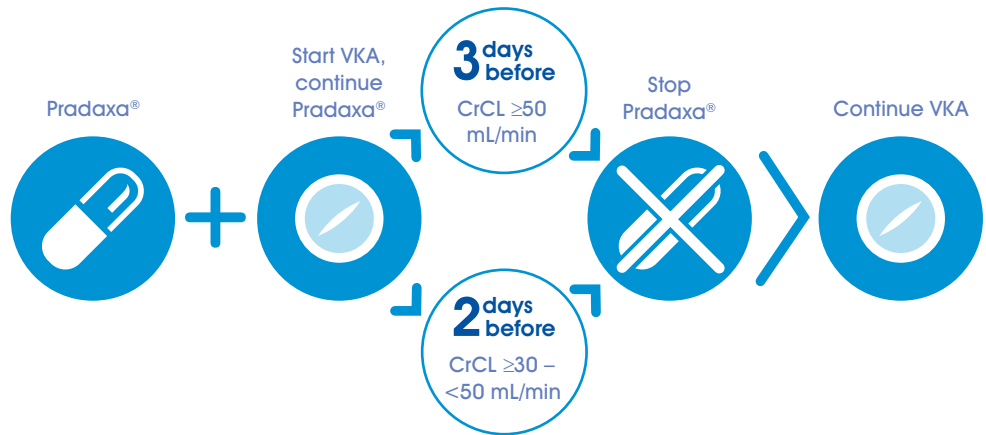 Pradaxa®
Start VKA,
continue
Pradaxa®
3 days
before
CrCL ≥50
mL/min
2 days
before
CrCL ≥30 –
<50 mL/min
Stop
Pradaxa®
Continue VKA